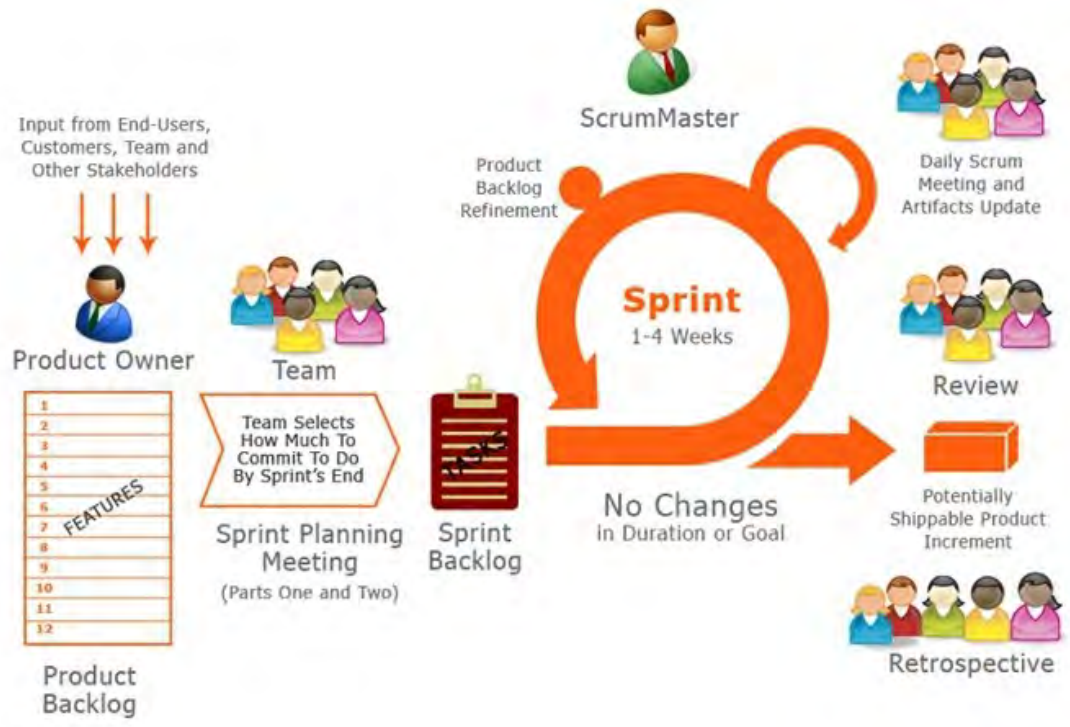 Input from End-Users,
Customers, Team and
Other Stakeholders
Product Owner
1
2
3
4
5
6
7
8
9
10
11
12
FEATURES
Product
Backlog
Team
Team Selects
How Much To
Commit To Do
By Sprint's End
Sprint Planning
Meeting
(Parts One and Two)
TASKS
Sprint
Backlog
ScrumMaster
Product
Backlog
Refinement
Sprint
1-4 Weeks
No Changes
in Duration or Goal
Daily Scrum
Meeting and
Artifacts Update
Review
Potentially
Shippable Product
Increment
Retrospective